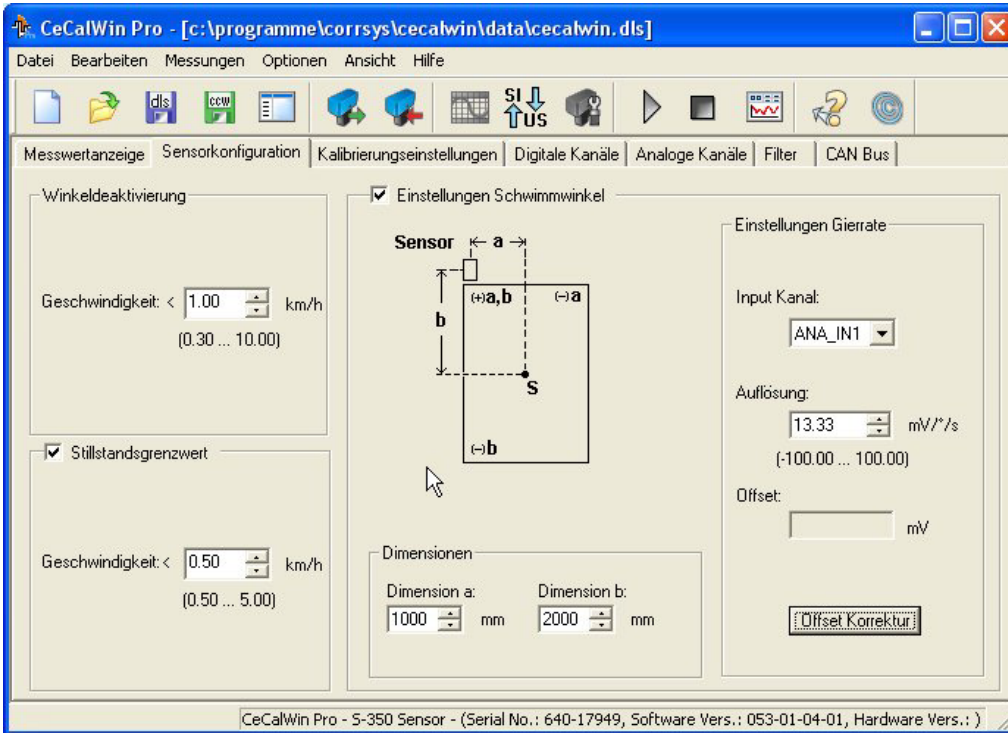 CeCalWin Pro - [c:\programme\corrsys\cecalwin\data\cecalwin.dls]
Datei Bearbeiten Messungen Optionen Ansicht Hilfe
dls ccw SI US
Messwertanzeige Sensorkonfiguration Kalibrierungseinstellungen Digitale Kanäle Analoge Kanäle Filter CAN Bus
Winkeldeaktivierung
Geschwindigkeit: < 1.00 km/h
(0.30 ... 10.00)
Stillstandsgrenzwert
Geschwindigkeit: < 0.50 km/h
(0.50 ... 5.00)
Einstellungen Schwimmwinkel
Sensor a
(+)a,b (-)a
b
S
(-)b
Dimensionen
Dimension a: Dimension b:
1000 mm 2000 mm
Einstellungen Gierrate
Input Kanal:
ANA_IN1
Auflösung:
13.33 mV/°/s
(-100.00 ... 100.00)
Offset:
mV
Offset Korrektur
CeCalWin Pro - S-350 Sensor - (Serial No.: 640-17949, Software Vers.: 053-01-04-01, Hardware Vers.: )